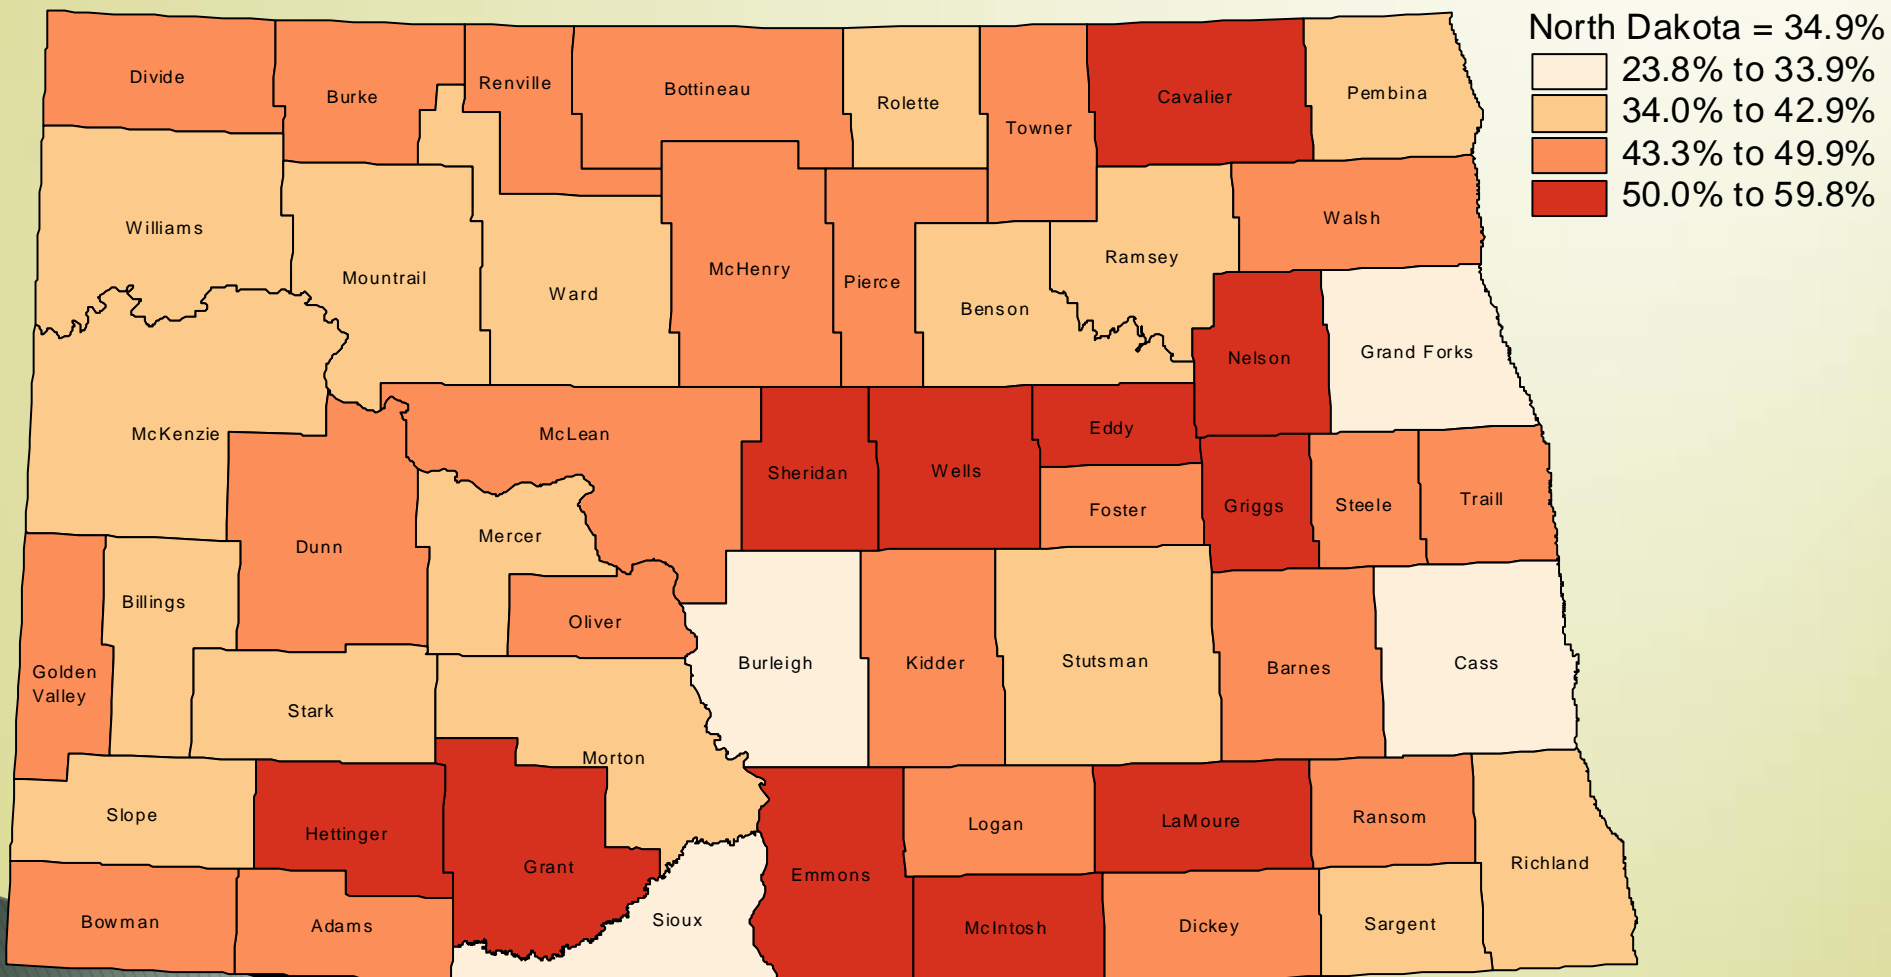 North Dakota = 34.9%
23.8% to 33.9%
34.0% to 42.9%
43.3% to 49.9%
50.0% to 59.8%
Divide
Burke
Renville
Bottineau
Rolette
Towner
Cavalier
Pembina
Williams
Mountrail
Ward
McHenry
Pierce
Benson
Ramsey
Walsh
Nelson
Grand Forks
McKenzie
McLean
Sheridan
Wells
Eddy
Foster
Griggs
Steele
Traill
Dunn
Mercer
Billings
Oliver
Golden
Valley
Burleigh
Kidder
Stutsman
Barnes
Cass
Stark
Morton
Slope
Hettinger
Grant
Emmons
Logan
LaMoure
Ransom
Richland
Bowman
Adams
Sioux
McIntosh
Dickey
Sargent